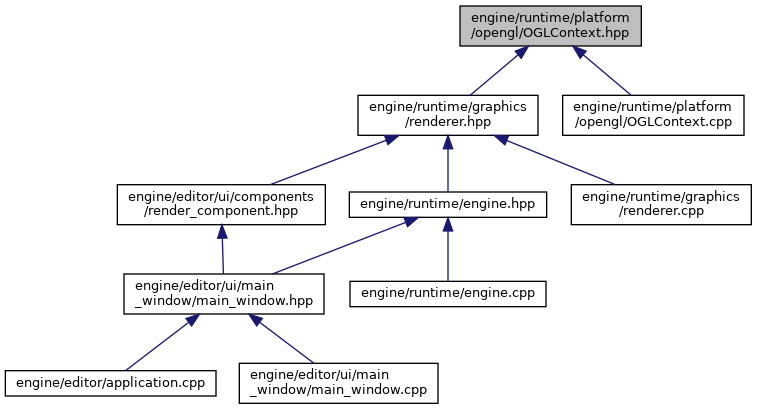 engine/runtime/platform
/opengl/OGLContext.hpp
engine/runtime/graphics
/renderer.hpp
engine/runtime/platform
/opengl/OGLContext.cpp
engine/editor/ui/components
/render_component.hpp
engine/runtime/engine.hpp
engine/runtime/graphics
/renderer.cpp
engine/editor/ui/main
_window/main_window.hpp
engine/runtime/engine.cpp
engine/editor/application.cpp
engine/editor/ui/main
_window/main_window.cpp